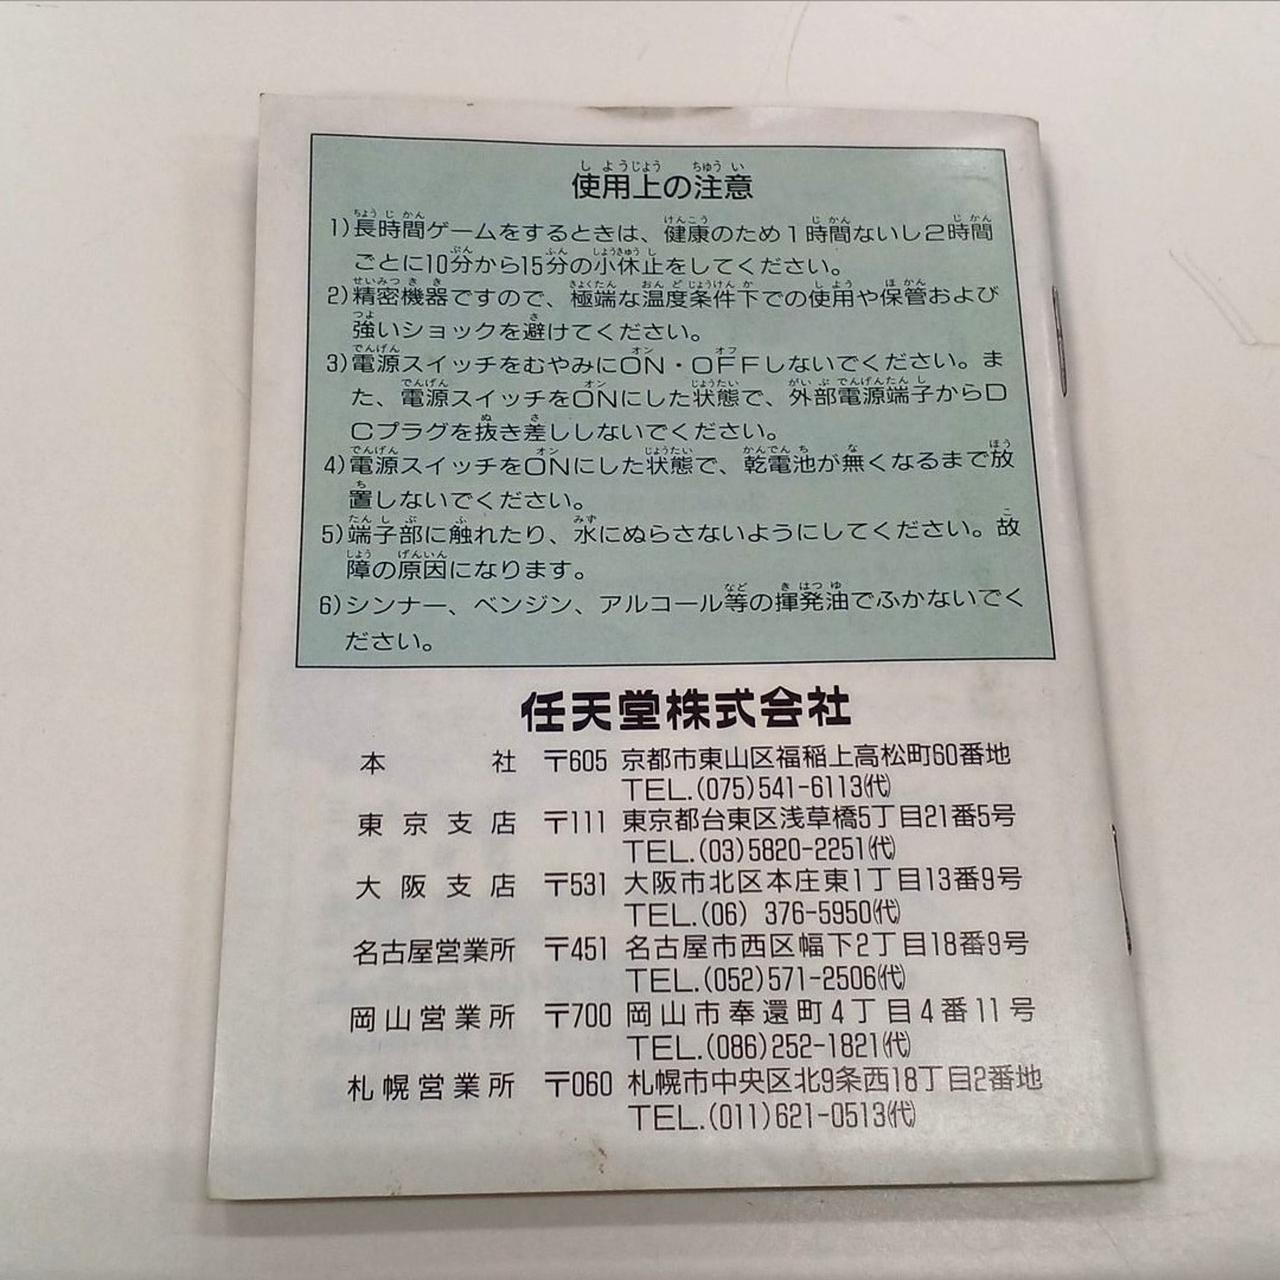 使用上の注意
1)長時間ゲームをするときは、健康のため1時間ないし2時間
ごとに10分から15分の小休止をしてください。
2)精密機器ですので、極端な温度条件下での使用や保管および
強いショックを避けてください。
3)電源スイッチをむやみにON・OFFしないでください。ま
た、電源スイッチをONにした状態で、外部電源端子からD
Cプラグを抜き差ししないでください。
4)電源スイッチをONにした状態で、乾電池が無くなるまで放
置しないでください。
5)端子部に触れたり、水にぬらさないようにしてください。故
障の原因になります。
6)シンナー、ベンジン、アルコール等の揮発油でふかないでく
ださい。
任天堂株式会社
本社 〒605 京都市東山区福稲上高松町60番地
TEL.(075)541-6113(代)
東京支店 〒111 東京都台東区浅草橋5丁目21番5号
TEL.(03)5820-2251(代)
大阪支店 〒531 大阪市北区本庄東1丁目13番9号
TEL.(06) 376-5950(代)
名古屋営業所 〒451 名古屋市西区幅下2丁目18番9号
TEL.(052)571-2506(代)
岡山営業所 〒700 岡山市奉還町4丁目4番11号
TEL.(086)252-1821(代)
札幌営業所 〒060 札幌市中央区北9条西18丁目2番地
TEL.(011)621-0513(代)